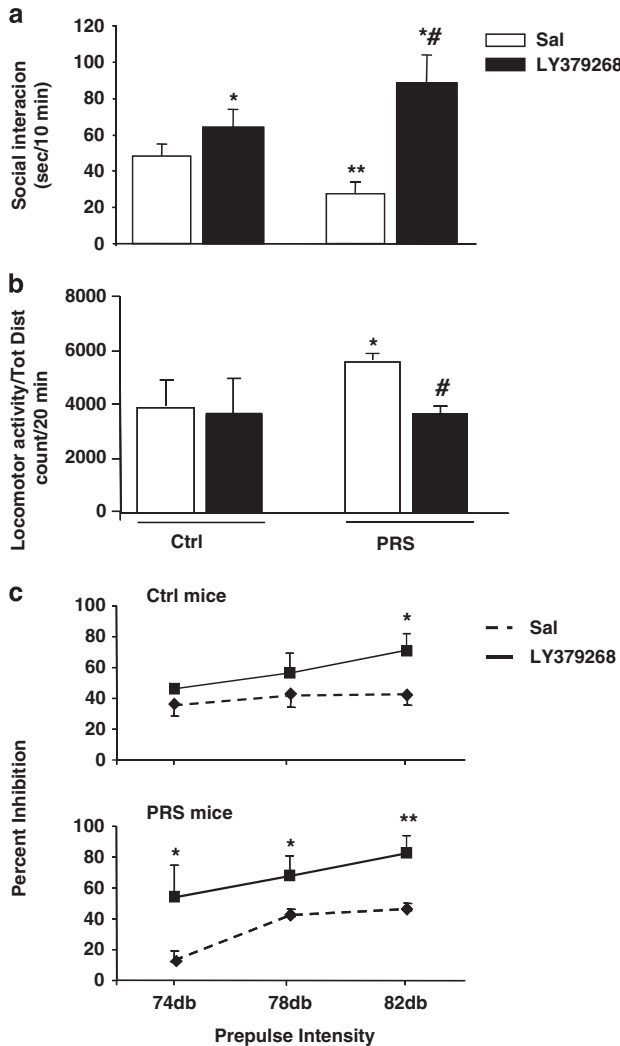 a
Social interacion
(sec/10 min)
120
100
80
60
40
20
0
*
**
*#
Sal
LY379268
b
Locomotor activity/Tot Dist
count/20 min
8000
6000
4000
2000
0
*
#
Ctrl
PRS
c
Percent Inhibition
Ctrl mice
100
80
60
40
20
0
*
Sal
LY379268
PRS mice
100
80
60
40
20
0
*
*
**
74db
78db
82db
Prepulse Intensity